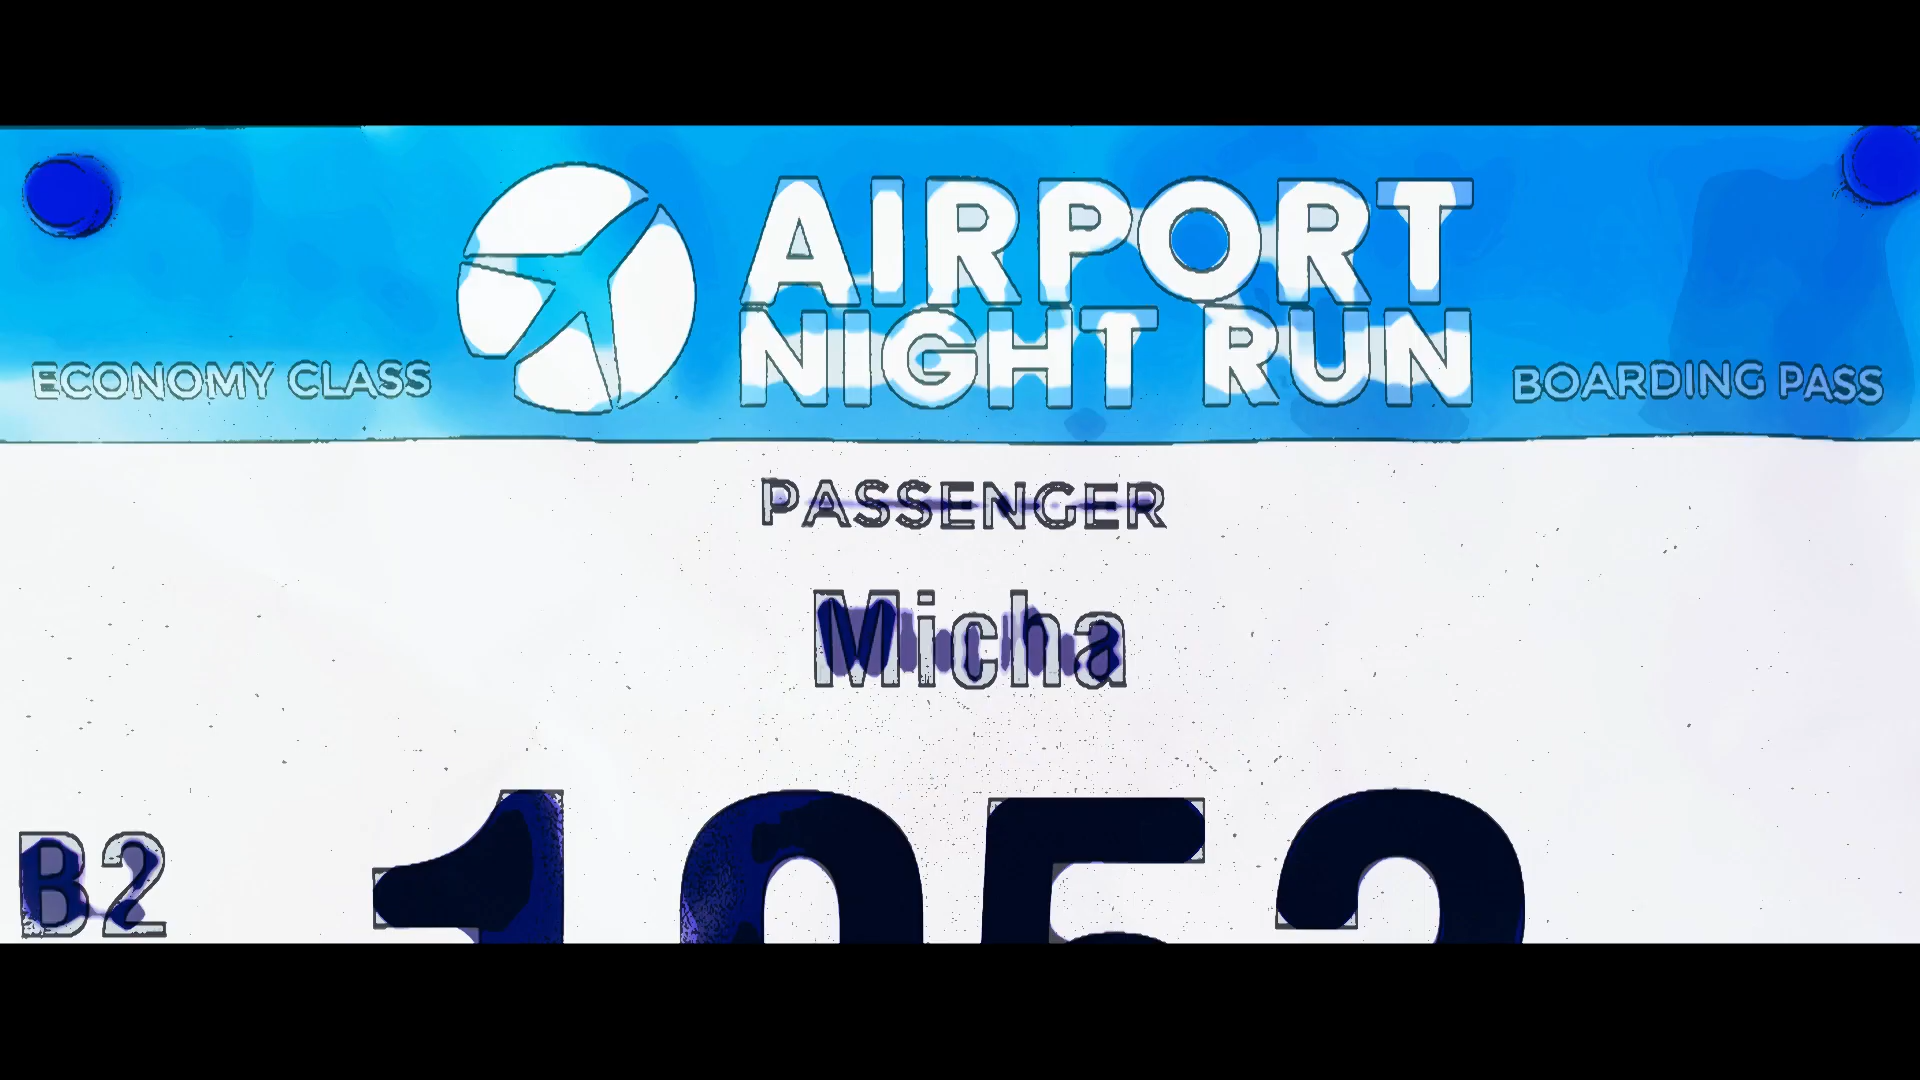 AIRPORT
NIGHT RUN
ECONOMY CLASS
BOARDING PASS
PASSENGER
Micha
B2